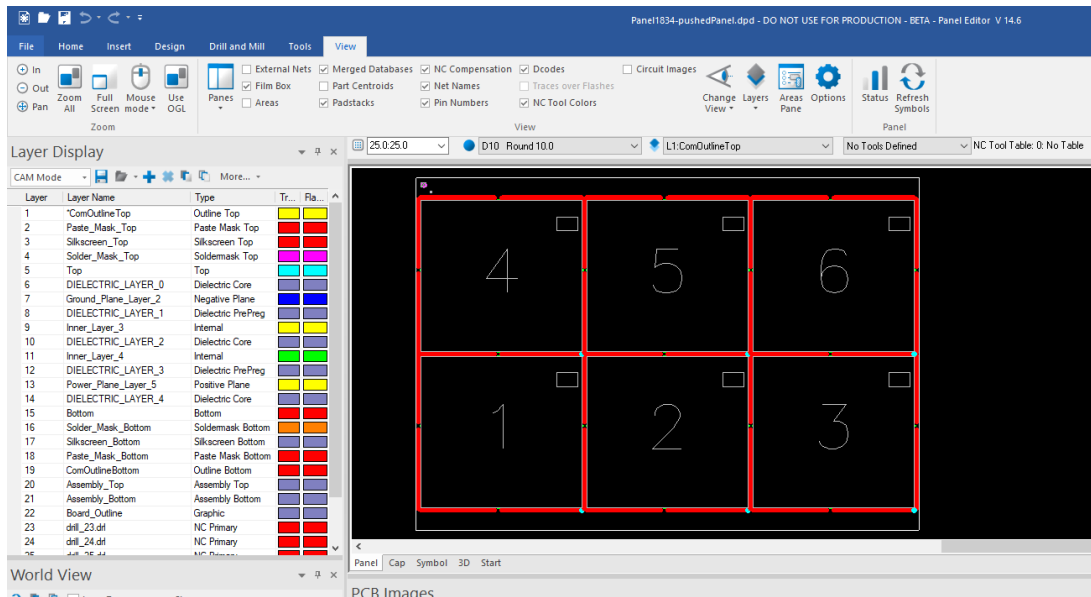 Panel1834-pushedPanel.dpd - DO NOT USE FOR PRODUCTION - BETA - Panel Editor V 14.6
File Home Insert Design Drill and Mill Tools View
In
Out
Pan
Zoom All
Full Screen
Mouse mode
Use OGL
Zoom
Panes
External Nets
Film Box
Areas
Merged Databases
Part Centroids
Padstacks
NC Compensation
Net Names
Pin Numbers
Dcodes
Traces over Flashes
NC Tool Colors
Circuit Images
Change View
Layers
Areas Pane
Options
View
Status
Refresh Symbols
Panel
Layer Display
25.0:25.0
D10 Round 10.0
L1:ComOutlineTop
No Tools Defined
NC Tool Table: 0: No Table
CAM Mode
More...
Layer Layer Name Type Tr... Fla...
1 *ComOutlineTop Outline Top
2 Paste_Mask_Top Paste Mask Top
3 Silkscreen_Top Silkscreen Top
4 Solder_Mask_Top Soldermask Top
5 Top Top
6 DIELECTRIC_LAYER_0 Dielectric Core
7 Ground_Plane_Layer_2 Negative Plane
8 DIELECTRIC_LAYER_1 Dielectric PrePreg
9 Inner_Layer_3 Internal
10 DIELECTRIC_LAYER_2 Dielectric Core
11 Inner_Layer_4 Internal
12 DIELECTRIC_LAYER_3 Dielectric PrePreg
13 Power_Plane_Layer_5 Positive Plane
14 DIELECTRIC_LAYER_4 Dielectric Core
15 Bottom Bottom
16 Solder_Mask_Bottom Soldermask Bottom
17 Silkscreen_Bottom Silkscreen Bottom
18 Paste_Mask_Bottom Paste Mask Bottom
19 ComOutlineBottom Outline Bottom
20 Assembly_Top Assembly Top
21 Assembly_Bottom Assembly Bottom
22 Board_Outline Graphic
23 drill_23.drl NC Primary
24 drill_24.drl NC Primary
4 5 6
1 2 3
Panel Cap Symbol 3D Start
World View
PCB Images